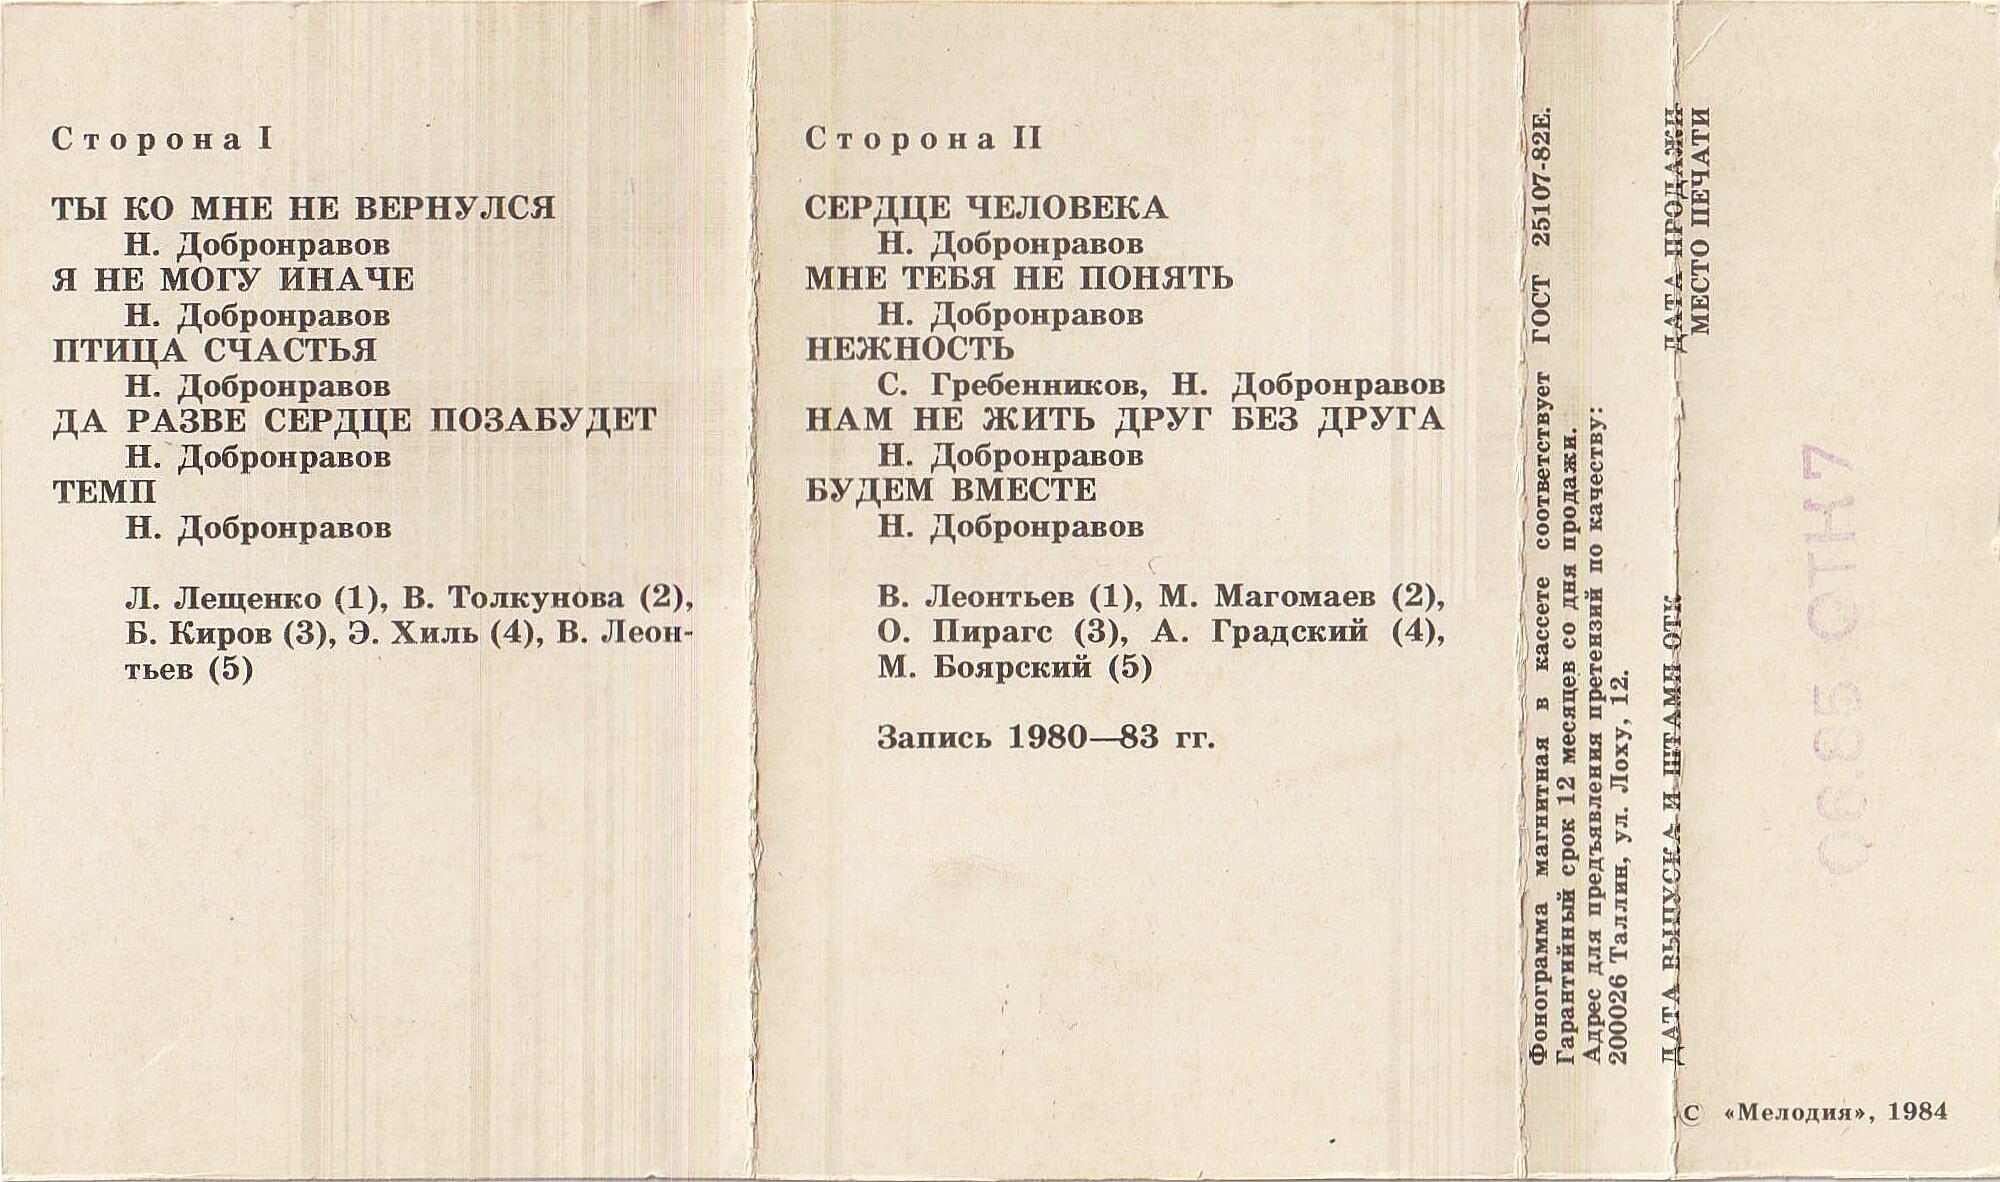 Сторона I
ТЫ КО МНЕ НЕ ВЕРНУЛСЯ
Н. Добронравов
Я НЕ МОГУ ИНАЧЕ
Н. Добронравов
ПТИЦА СЧАСТЬЯ
Н. Добронравов
ДА РАЗВЕ СЕРДЦЕ ПОЗАБУДЕТ
Н. Добронравов
ТЕМП
Н. Добронравов
Л. Лещенко (1), В. Толкунова (2),
Б. Киров (3), Э. Хиль (4), В. Леон-
тьев (5)
Сторона II
СЕРДЦЕ ЧЕЛОВЕКА
Н. Добронравов
МНЕ ТЕБЯ НЕ ПОНЯТЬ
Н. Добронравов
НЕЖНОСТЬ
С. Гребенников, Н. Добронравов
НАМ НЕ ЖИТЬ ДРУГ БЕЗ ДРУГА
Н. Добронравов
БУДЕМ ВМЕСТЕ
Н. Добронравов
В. Леонтьев (1), М. Магомаев (2),
О. Пирагс (3), А. Градский (4),
М. Боярский (5)
Запись 1980—83 гг.
Фонограмма магнитная в кассете соответствует ГОСТ 25107-82Е.
Гарантийный срок 12 месяцев со дня продажи.
Адрес для предъявления претензий по качеству:
200026 Таллин, ул. Лоху, 12.
ДАТА ВЫПУСКА И ШТАМП ОТК
ДАТА ПРОДАЖИ
МЕСТО ПЕЧАТИ
06.85 ОТК 7
© «Мелодия», 1984